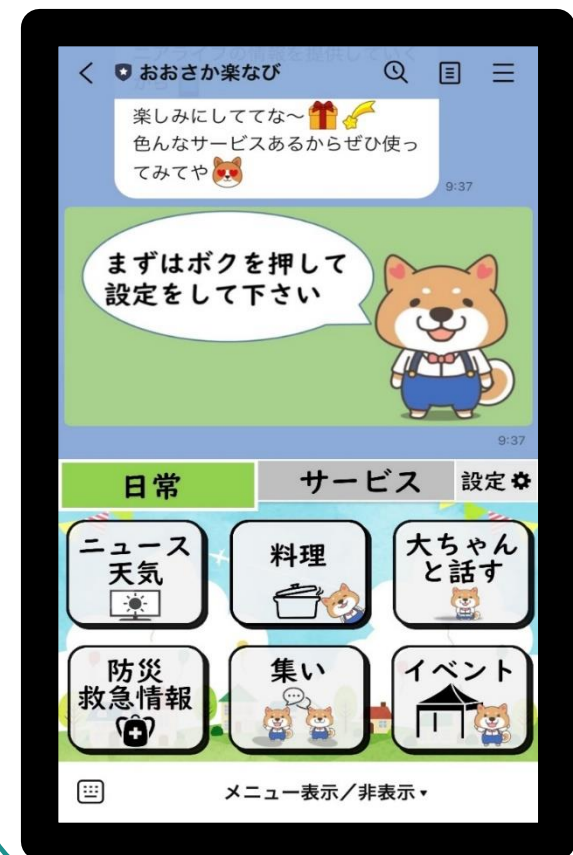 おおさか楽なび
楽しみにしててな～
色んなサービスあるからぜひ使っ
てみてや
9:37
まずはボクを押して
設定をして下さい
9:37
日常
サービス
設定
ニュース
天気
料理
大ちゃん
と話す
防災
救急情報
集い
イベント
メニュー表示／非表示▾